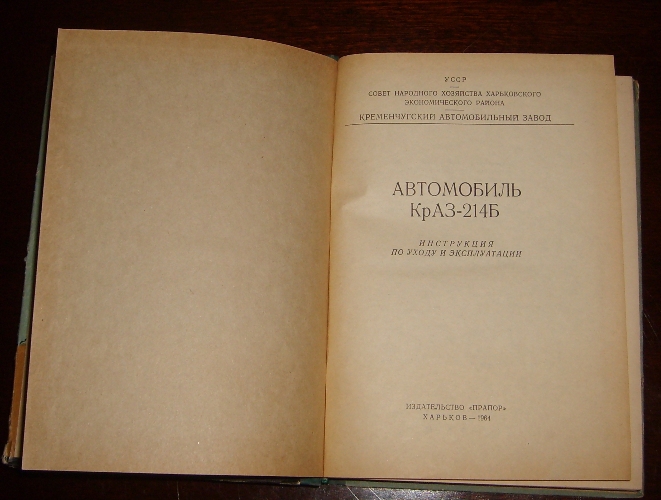 УССР
СОВЕТ НАРОДНОГО ХОЗЯЙСТВА ХАРЬКОВСКОГО
ЭКОНОМИЧЕСКОГО РАЙОНА
КРЕМЕНЧУГСКИЙ АВТОМОБИЛЬНЫЙ ЗАВОД
АВТОМОБИЛЬ
КрАЗ-214Б
ИНСТРУКЦИЯ
ПО УХОДУ И ЭКСПЛУАТАЦИИ
ИЗДАТЕЛЬСТВО «ПРАПОР»
ХАРЬКОВ — 1964